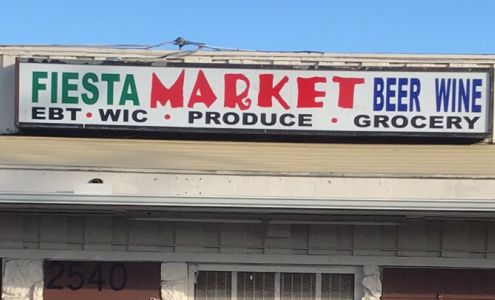 FIESTA MARKET BEER WINE
EBT • WIC • PRODUCE • GROCERY
2540